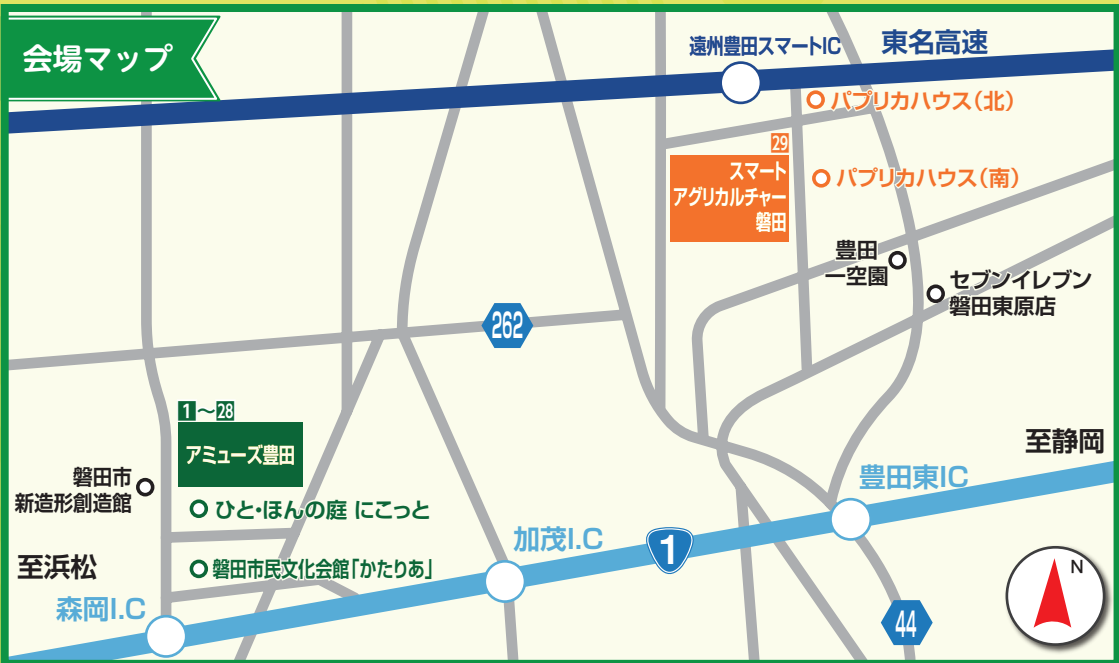 会場マップ
遠州豊田スマートIC
東名高速
パプリカハウス(北)
29
スマート
アグリカルチャー
磐田
パプリカハウス(南)
豊田
一空園
セブンイレブン
磐田東原店
262
1~28
アミューズ豊田
至静岡
磐田市
新造形創造館
豊田東IC
ひと・ほんの庭 にこっと
加茂I.C
1
至浜松
磐田市民文化会館「かたりあ」
N
森岡I.C
44